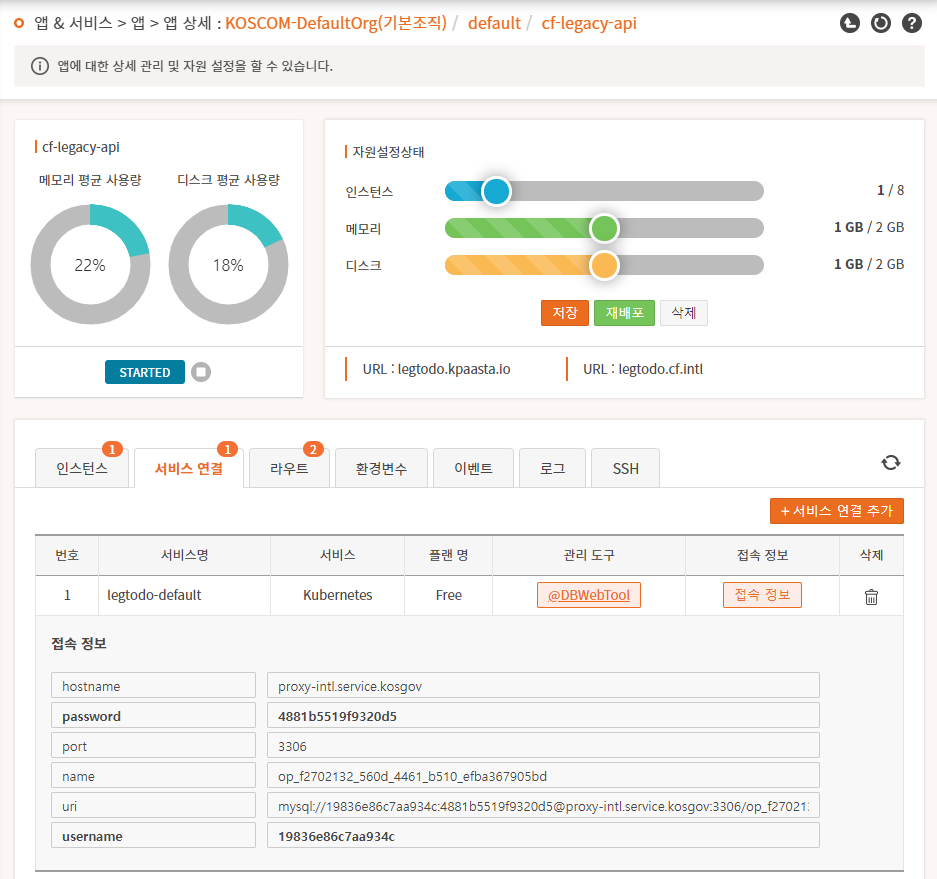 앱 & 서비스 > 앱 > 앱 상세 : KOSCOM-DefaultOrg(기본조직) / default / cf-legacy-api
앱에 대한 상세 관리 및 자원 설정을 할 수 있습니다.
cf-legacy-api
메모리 평균 사용량 디스크 평균 사용량
22% 18%
STARTED
자원설정상태
인스턴스 1 / 8
메모리 1 GB / 2 GB
디스크 1 GB / 2 GB
저장 재배포 삭제
URL : legtodo.kpaasta.io URL : legtodo.cf.intl
인스턴스 1 서비스 연결 1 라우트 2 환경변수 이벤트 로그 SSH
+ 서비스 연결 추가
번호 서비스명 서비스 플랜 명 관리 도구 접속 정보 삭제
1 legtodo-default Kubernetes Free @DBWebTool 접속 정보
접속 정보
hostname proxy-intl.service.kosgov
password 4881b5519f9320d5
port 3306
name op_f2702132_560d_4461_b510_efba367905bd
uri mysql://19836e86c7aa934c:4881b5519f9320d5@proxy-intl.service.kosgov:3306/op_f27021
username 19836e86c7aa934c